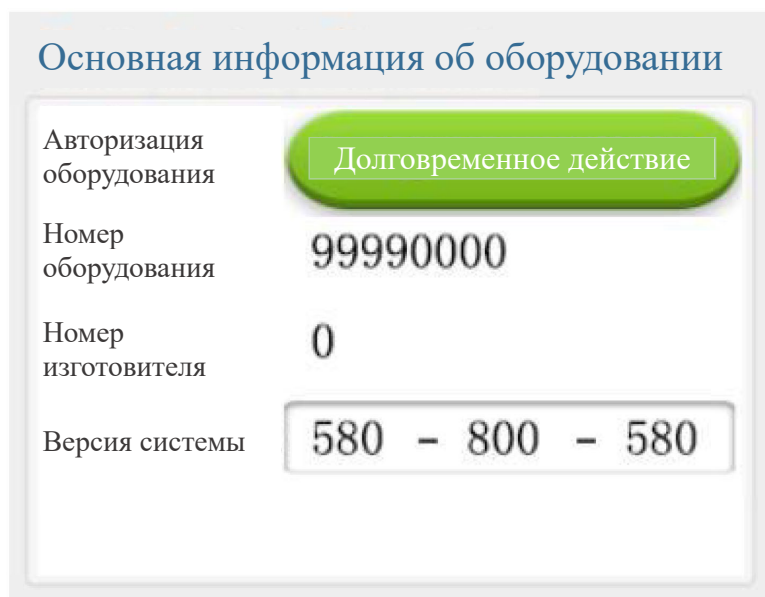 Основная информация об оборудовании
Авторизация
оборудования
Долговременное действие
Номер
оборудования
99990000
Номер
изготовителя
0
Версия системы
580 - 800 - 580